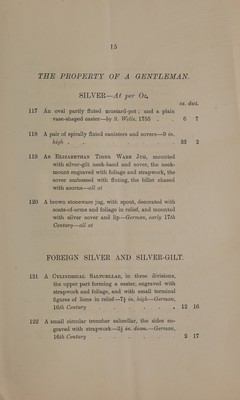 15
THE PROPERTY OF A GENTLEMAN.
SILVER—At per Oz.
oz. dwt.
117 An oval partly fluted mustard-pot; and a plain
vase-shaped castor—by S. Wells, 1755 . . 6 7
118 A pair of spirally fluted canisters and covers—9 in.
high . . . . . . . 32 2
119 An Elizabethan Tiger Ware Jug, mounted
with silver-gilt neck-band and cover, the neck-
mount engraved with foliage and strapwork, the
cover embossed with fluting, the billet chased
with acorns—all at
120 A brown stoneware jug, with spout, decorated with
coats-of-arms and foliage in relief, and mounted
with silver cover and lip—German, early 17th
Century—all at
FOREIGN SILVER AND SILVER-GILT.
121 A Cylindrical Saltcellar, in three divisions,
the upper part forming a castor, engraved with
strapwork and foliage, and with small terminal
figures of lions in relief—7½ in. high—German,
16th Century . . . . . 12 16
122 A small circular trencher saltcellar, the sides en-
graved with strapwork—3½ in. diam.—German,
16th Century . . . . . 2 17